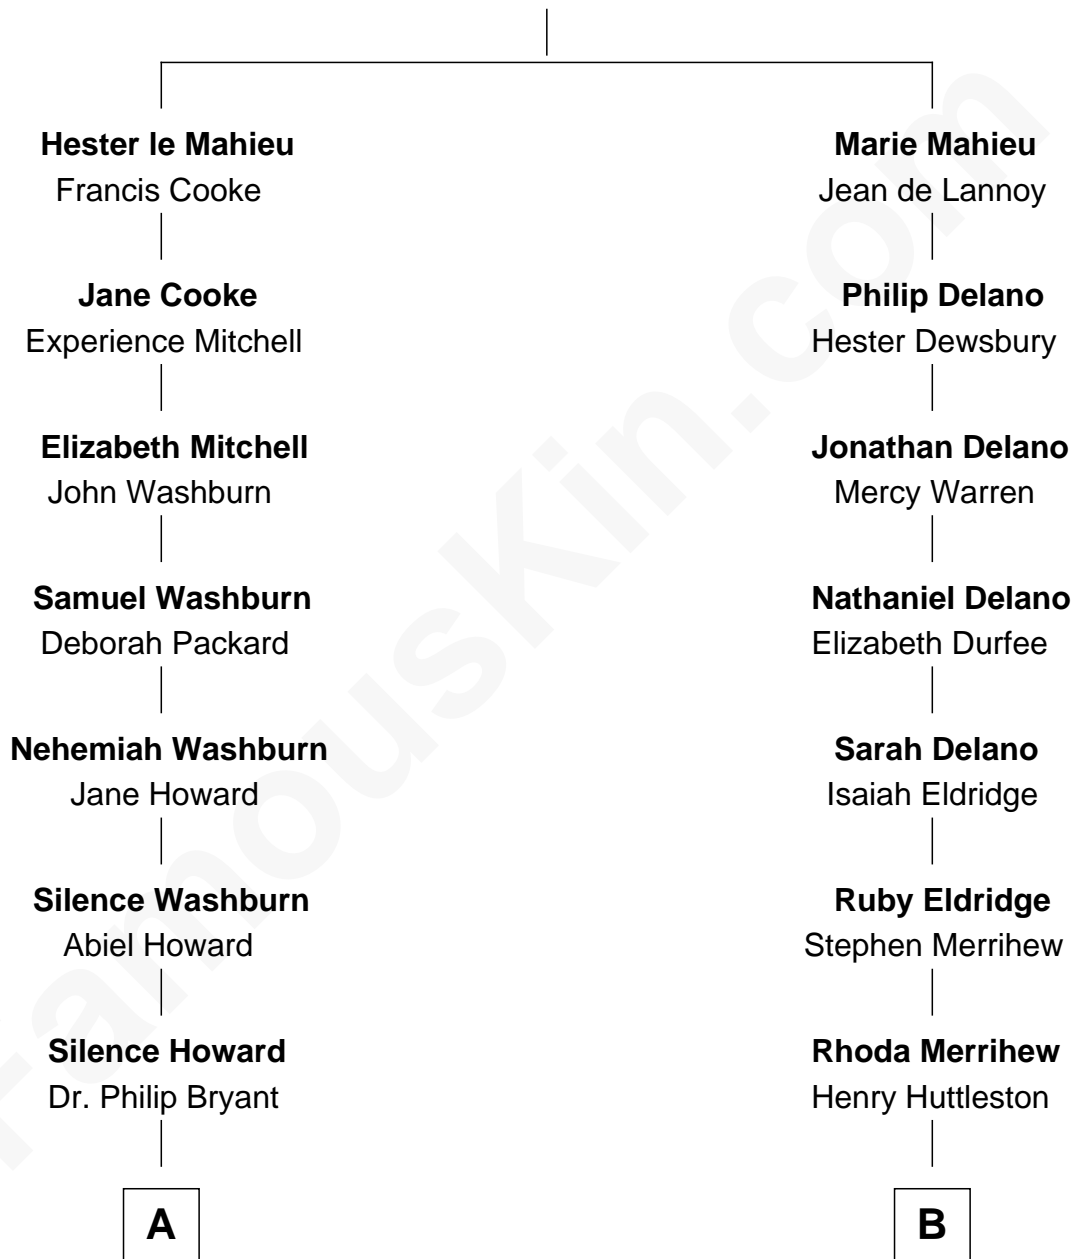 Hester le Mahieu
Francis Cooke
Jane Cooke
Experience Mitchell
Elizabeth Mitchell
John Washburn
Samuel Washburn
Deborah Packard
Nehemiah Washburn
Jane Howard
Silence Washburn
Abiel Howard
Silence Howard
Dr. Philip Bryant
A
Marie Mahieu
Jean de Lannoy
Philip Delano
Hester Dewsbury
Jonathan Delano
Mercy Warren
Nathaniel Delano
Elizabeth Durfee
Sarah Delano
Isaiah Eldridge
Ruby Eldridge
Stephen Merrihew
Rhoda Merrihew
Henry Huttleston
B
FamousKin.com